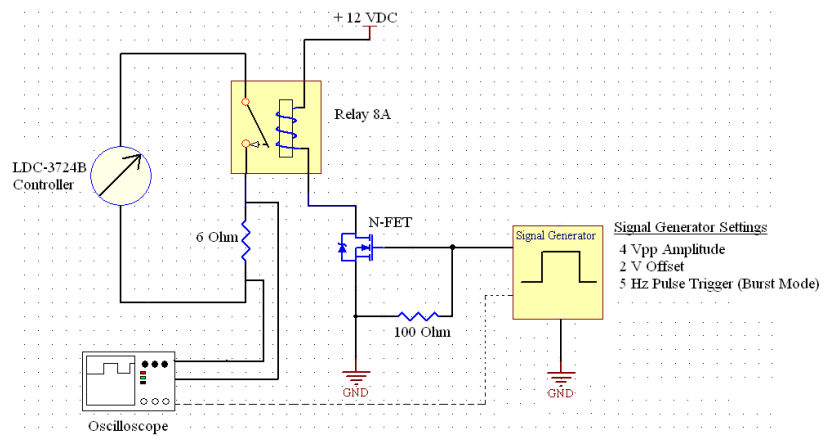 + 12 VDC
Relay 8A
LDC-3724B
Controller
N-FET
6 Ohm
Signal Generator
Signal Generator Settings
4 Vpp Amplitude
2 V Offset
5 Hz Pulse Trigger (Burst Mode)
100 Ohm
GND
GND
Oscilloscope